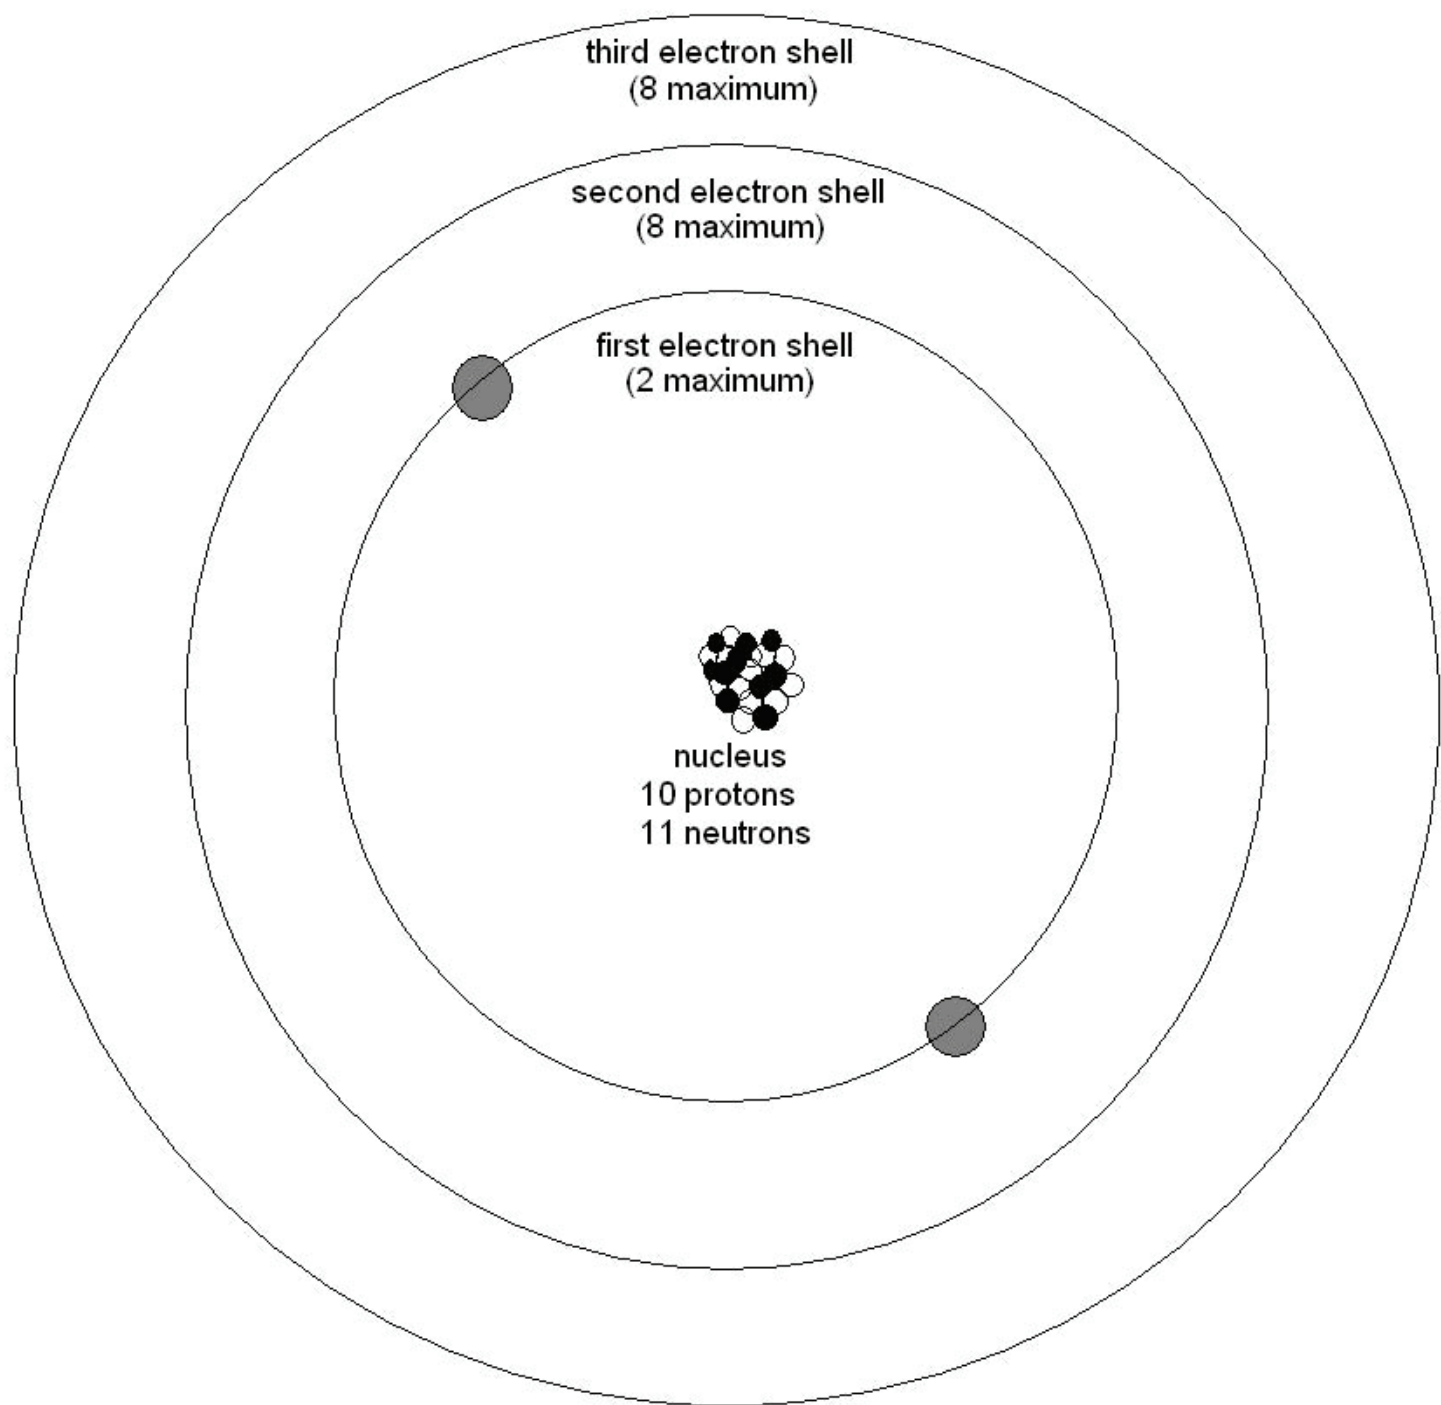 third electron shell
(8 maximum)
second electron shell
(8 maximum)
first electron shell
(2 maximum)
nucleus
10 protons
11 neutrons